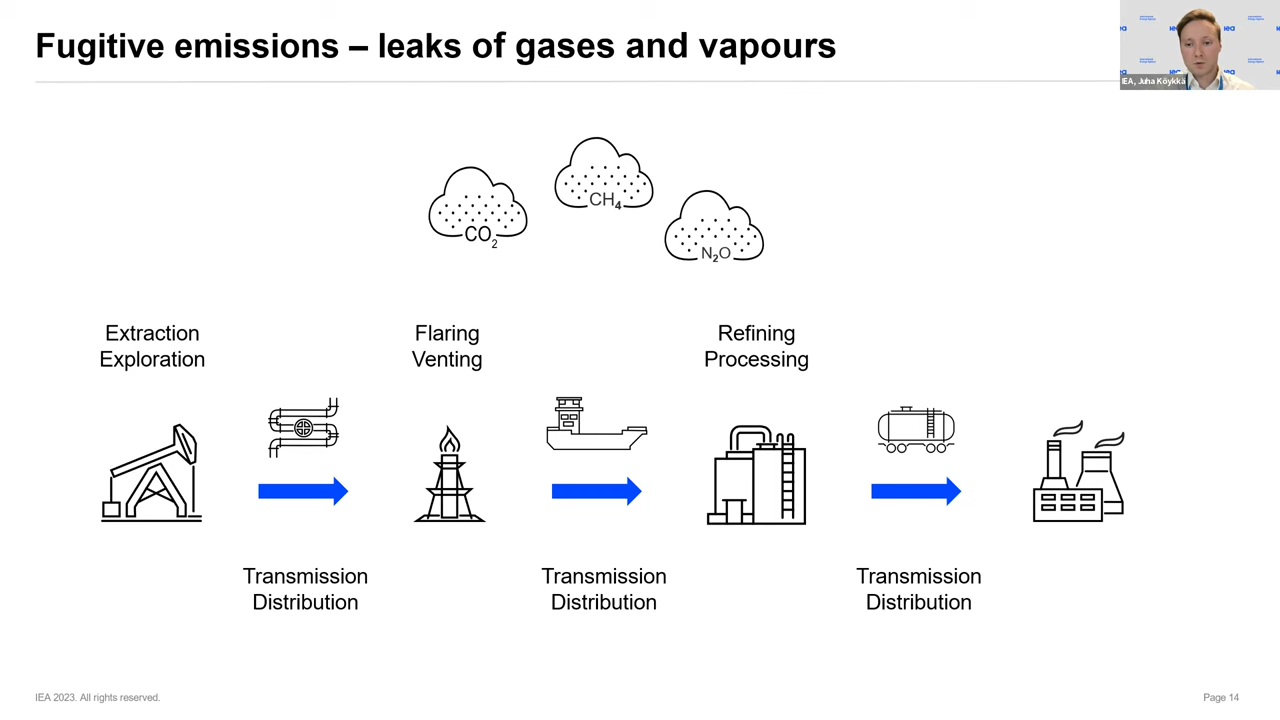 Fugitive emissions – leaks of gases and vapours
IEA, Juha Köykkä
CO2
CH4
N2O
Extraction
Exploration
Flaring
Venting
Refining
Processing
Transmission
Distribution
Transmission
Distribution
Transmission
Distribution
IEA 2023. All rights reserved.
Page 14